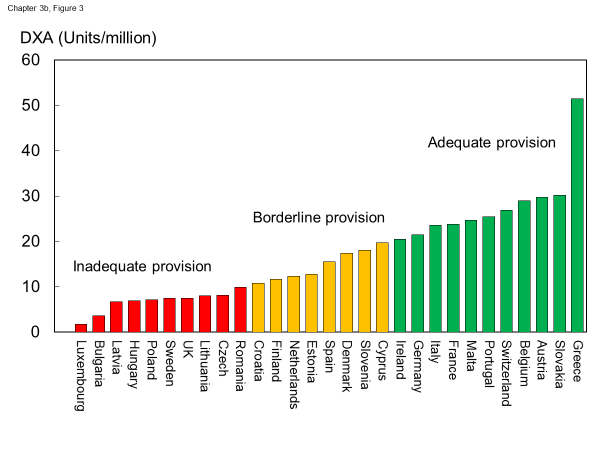 Chapter 3b, Figure 3
DXA (Units/million)
60
50
40
30
20
10
0
Adequate provision
Borderline provision
Inadequate provision
Luxembourg
Bulgaria
Latvia
Hungary
Poland
Sweden
UK
Lithuania
Czech
Romania
Croatia
Finland
Netherlands
Estonia
Spain
Denmark
Slovenia
Cyprus
Ireland
Germany
Italy
France
Malta
Portugal
Switzerland
Belgium
Austria
Slovakia
Greece